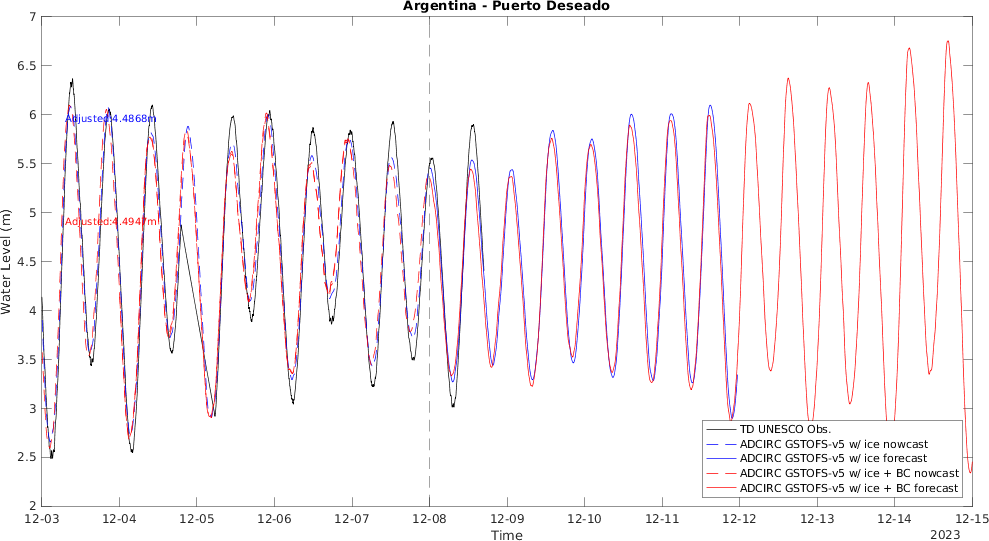 Argentina - Puerto Deseado
Water Level (m)
7
6.5
6
5.5
5
4.5
4
3.5
3
2.5
2
Adjusted:4.4868m
Adjusted:4.4947m
TD UNESCO Obs.
ADCIRC GSTOFS-v5 w/ ice nowcast
ADCIRC GSTOFS-v5 w/ ice forecast
ADCIRC GSTOFS-v5 w/ ice + BC nowcast
ADCIRC GSTOFS-v5 w/ ice + BC forecast
12-03 12-04 12-05 12-06 12-07 12-08 12-09 12-10 12-11 12-12 12-13 12-14 12-15
Time
2023